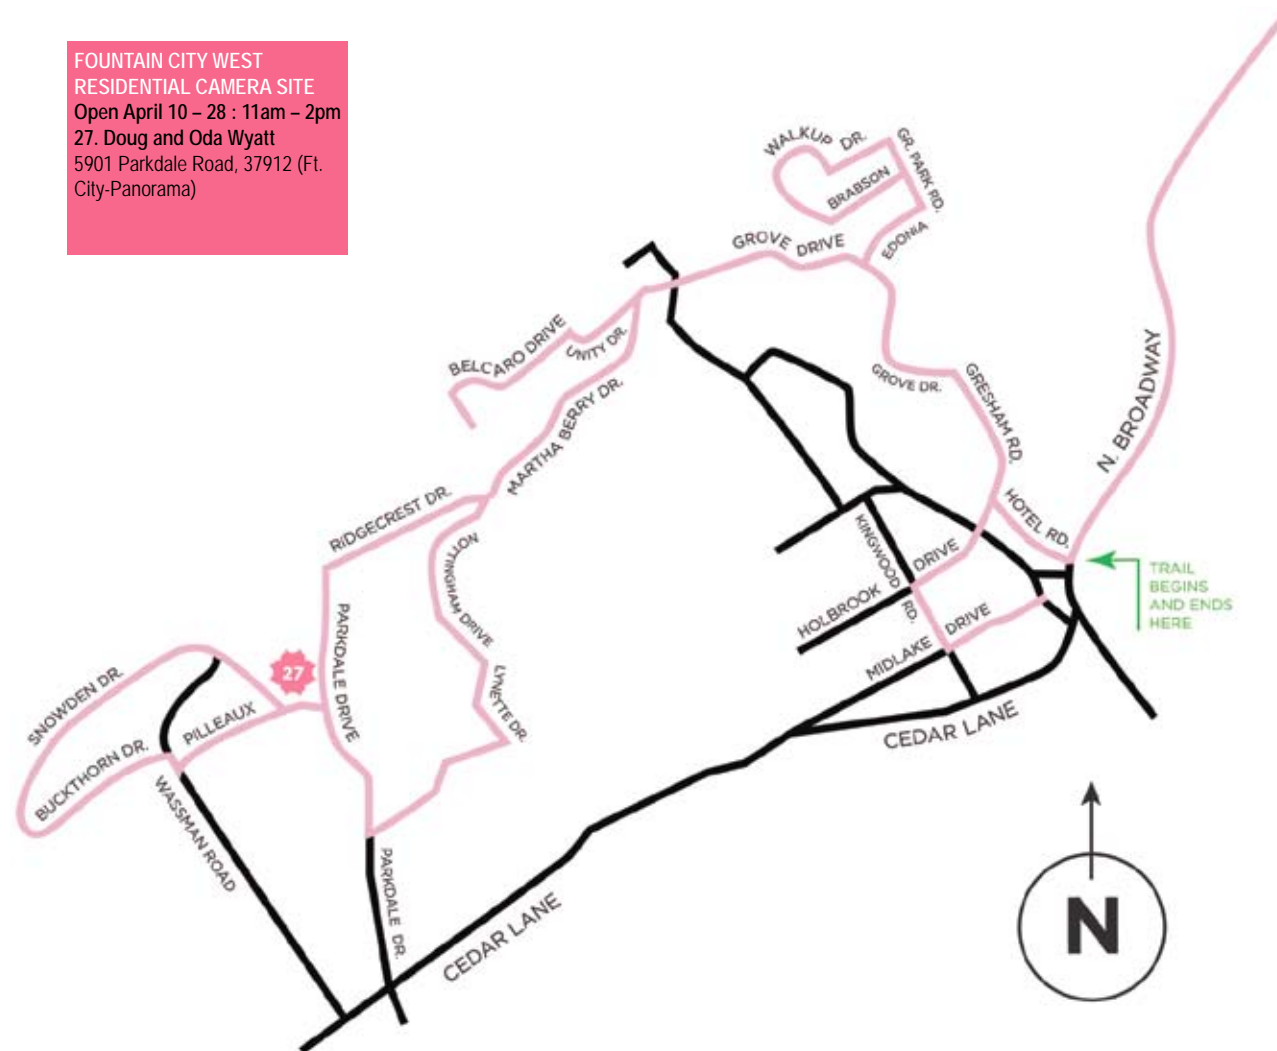 FOUNTAIN CITY WEST
RESIDENTIAL CAMERA SITE
Open April 10 – 28 : 11am – 2pm
27. Doug and Oda Wyatt
5901 Parkdale Road, 37912 (Ft.
City-Panorama)
WALKUP DR.
GR. PARK RD.
BRABSON
EDONIA
GROVE DRIVE
BELCARO DRIVE
UNITY DR.
GROVE DR.
GRESHAM RD.
N. BROADWAY
MARTHA BERRY DR.
RIDGECREST DR.
HOTEL RD.
NOTTINGHAM DRIVE
KINGWOOD RD.
HOLBROOK DRIVE
TRAIL
BEGINS
AND ENDS
HERE
MIDLAKE DRIVE
PARKDALE DRIVE
27
LYNETTE DR.
SNOWDEN DR.
PILLEAUX
BUCKTHORN DR.
CEDAR LANE
WASSMAN ROAD
PARKDALE DR.
CEDAR LANE
N